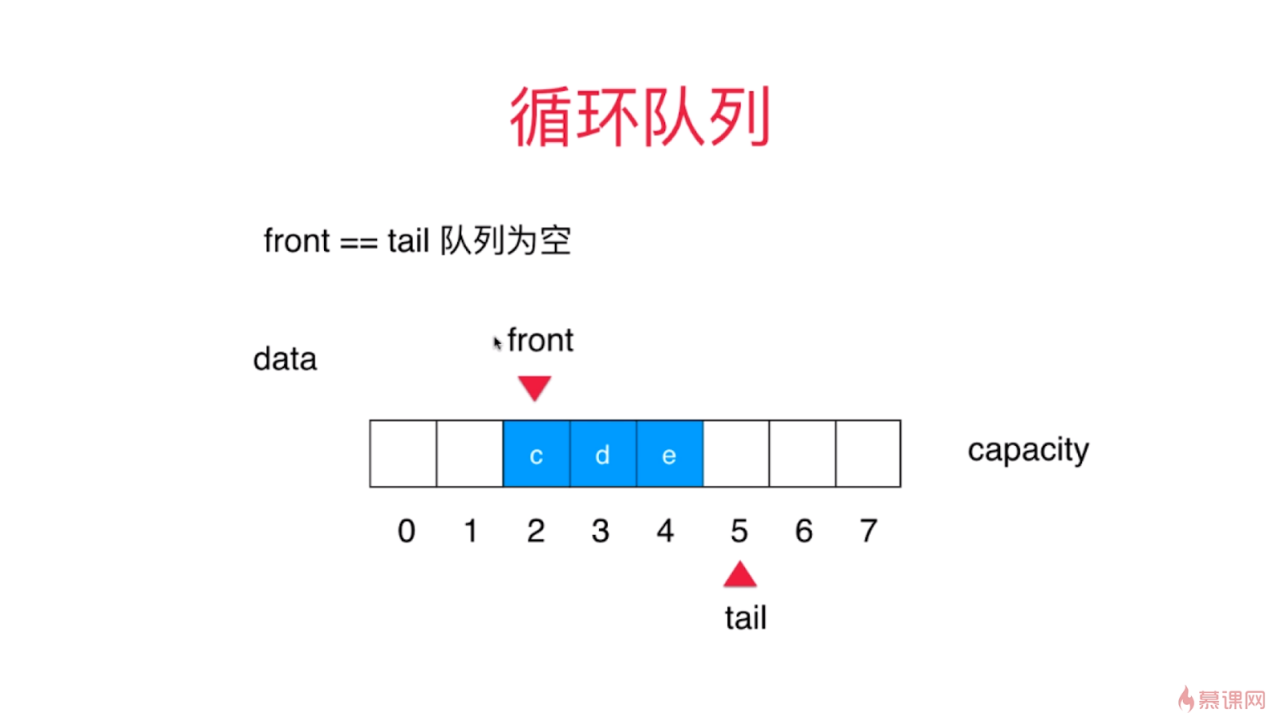 循环队列
front == tail 队列为空
front
data
c d e
capacity
0 1 2 3 4 5 6 7
tail
慕课网